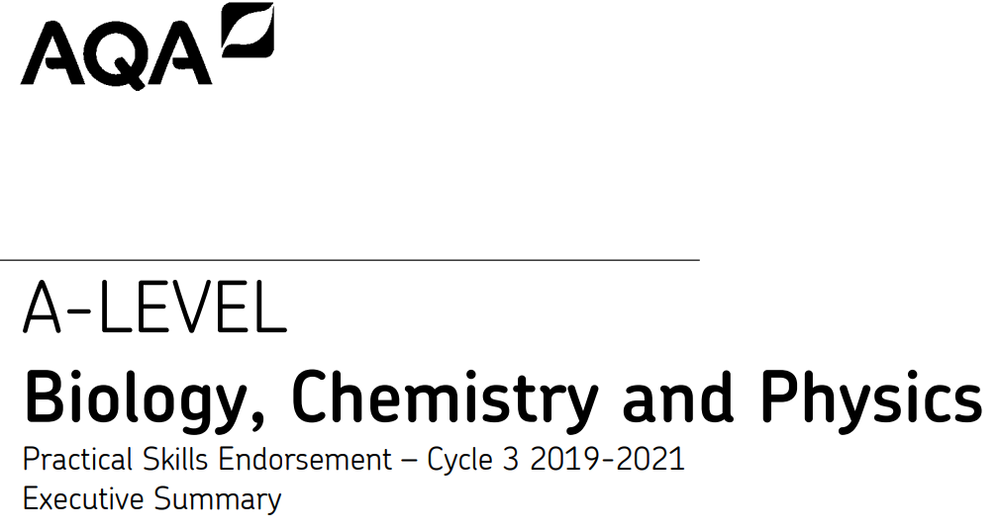 AQA
A-LEVEL
Biology, Chemistry and Physics
Practical Skills Endorsement – Cycle 3 2019-2021
Executive Summary